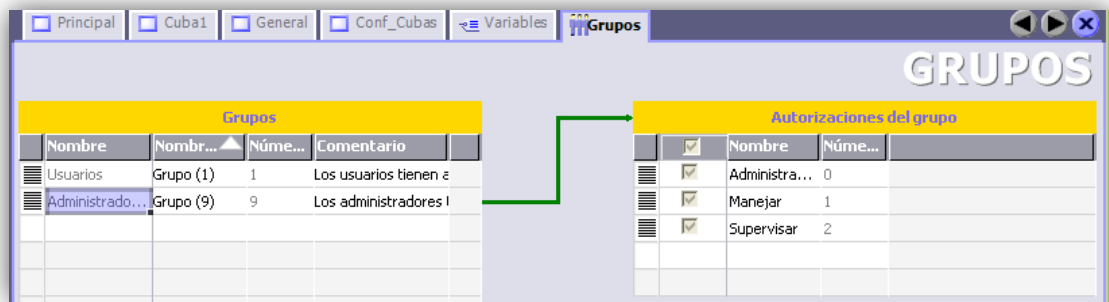 Principal Cuba1 General Conf_Cubas Variables Grupos
GRUPOS
Grupos
Nombre Nombr... Núme... Comentario
Usuarios Grupo (1) 1 Los usuarios tienen a
Administrado... Grupo (9) 9 Los administradores
Autorizaciones del grupo
Nombre Núme...
Administra... 0
Manejar 1
Supervisar 2